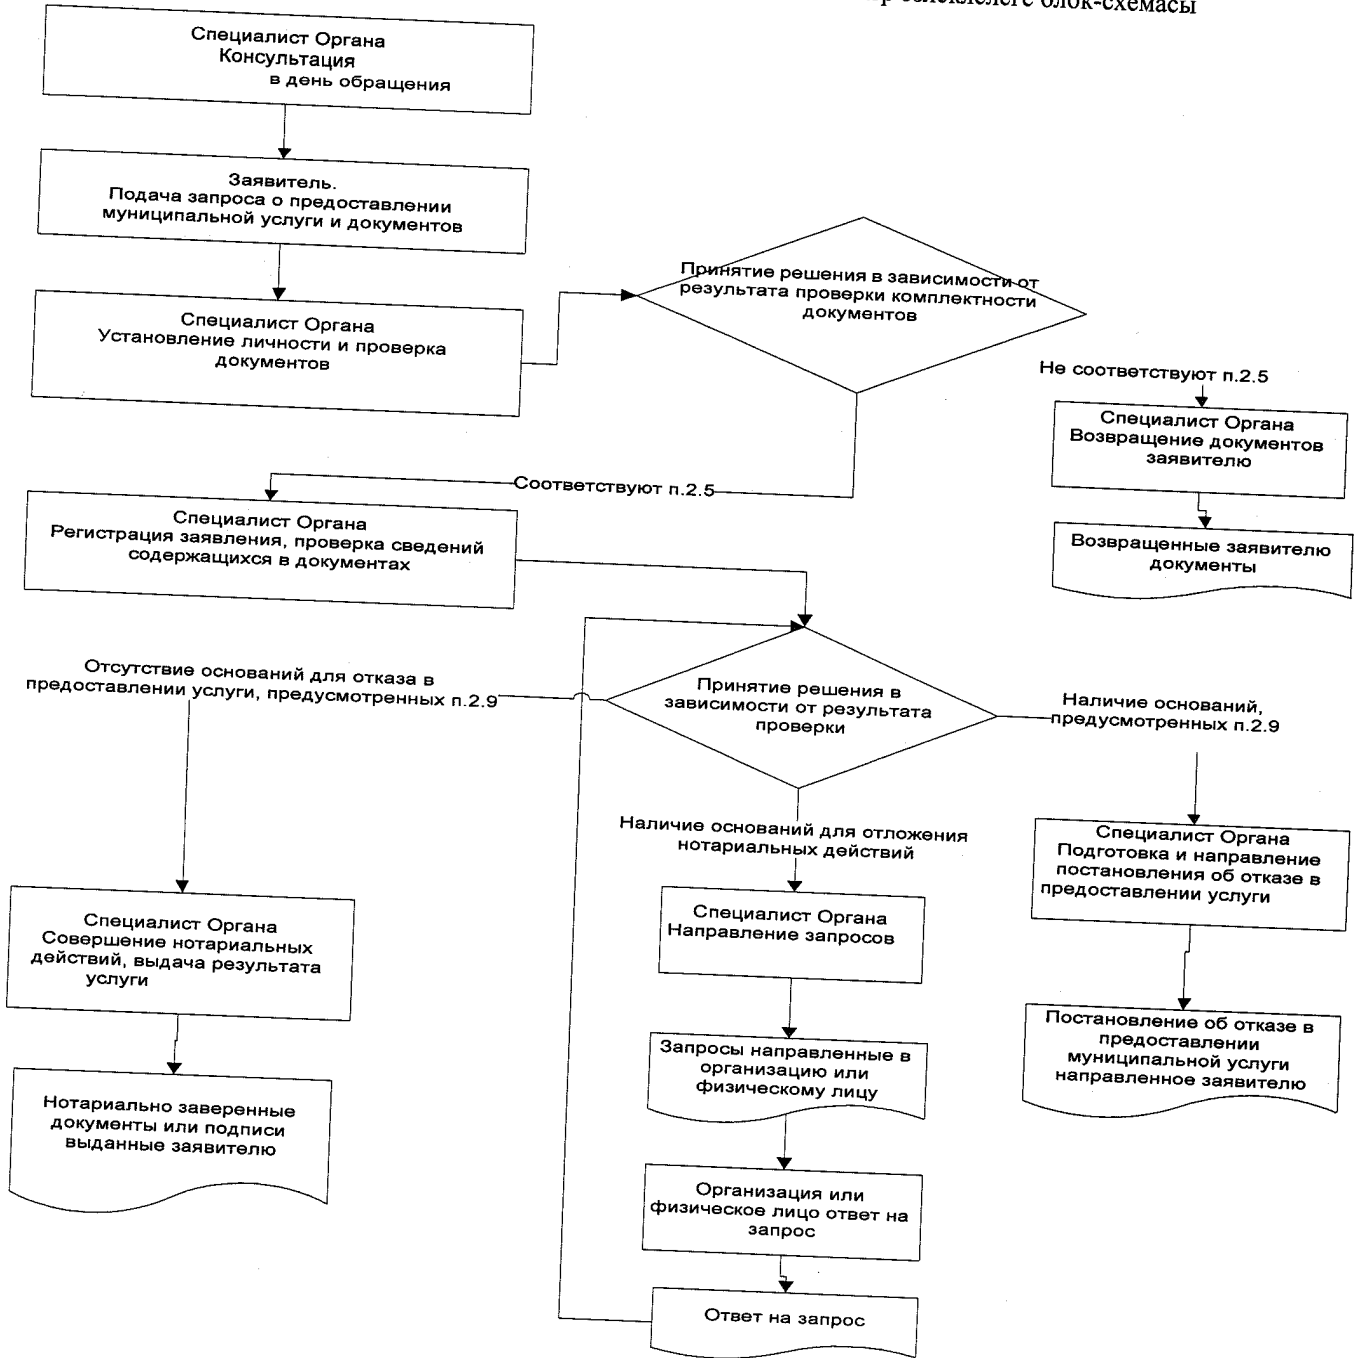 блок-схемасы
Специалист Органа
Консультация
в день обращения
Заявитель.
Подача запроса о предоставлении
муниципальной услуги и документов
Специалист Органа
Установление личности и проверка
документов
Принятие решения в зависимости от
результата проверки комплектности
документов
Не соответствуют п.2.5
Специалист Органа
Возвращение документов
заявителю
Возвращенные заявителю
документы
Соответствуют п.2.5
Специалист Органа
Регистрация заявления, проверка сведений
содержащихся в документах
Принятие решения в
зависимости от результата
проверки
Отсутствие оснований для отказа в
предоставлении услуги, предусмотренных п.2.9
Специалист Органа
Совершение нотариальных
действий, выдача результата
услуги
Нотариально заверенные
документы или подписи
выданные заявителю
Наличие оснований для отложения
нотариальных действий
Специалист Органа
Направление запросов
Запросы направленные в
организацию или
физическому лицу
Организация или
физическое лицо ответ на
запрос
Ответ на запрос
Наличие оснований,
предусмотренных п.2.9
Специалист Органа
Подготовка и направление
постановления об отказе в
предоставлении услуги
Постановление об отказе в
предоставлении
муниципальной услуги
направленное заявителю